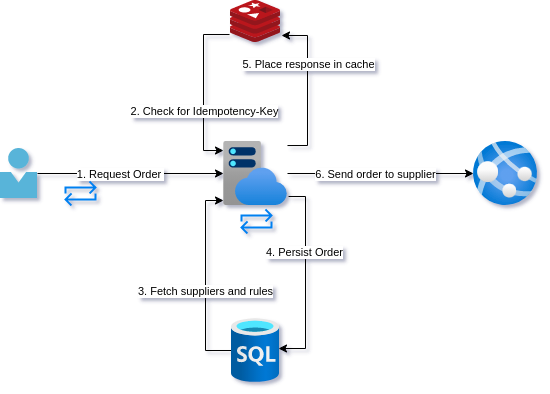 5. Place response in cache
2. Check for Idempotency-Key
1. Request Order
6. Send order to supplier
4. Persist Order
3. Fetch suppliers and rules
SQL